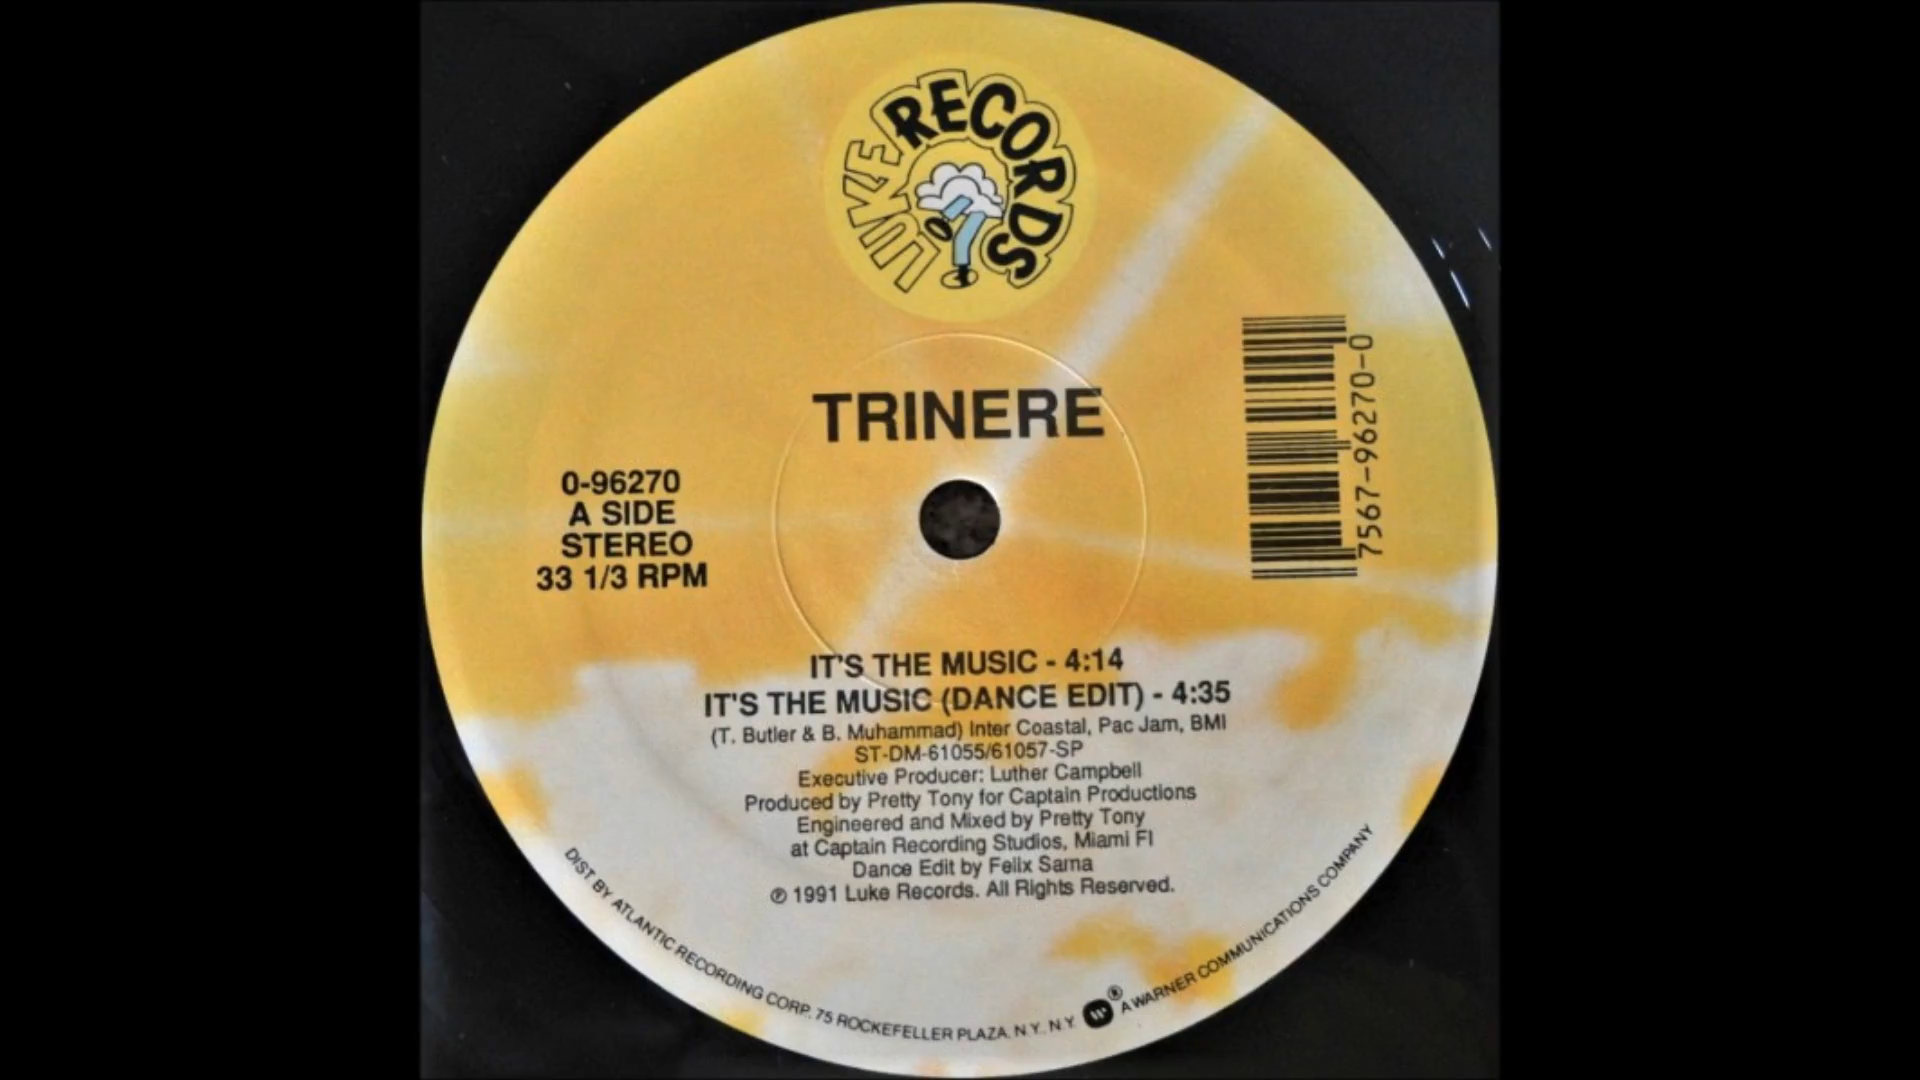 LUKE RECORDS
TRINERE
0-96270
A SIDE
STEREO
33 1/3 RPM
7567-96270-0
IT'S THE MUSIC - 4:14
IT'S THE MUSIC (DANCE EDIT) - 4:35
(T. Butler & B. Muhammad) Inter Coastal, Pac Jam, BMI
ST-DM-61055/61057-SP
Executive Producer: Luther Campbell
Produced by Pretty Tony for Captain Productions
Engineered and Mixed by Pretty Tony
at Captain Recording Studios, Miami Fl
Dance Edit by Felix Sama
℗ 1991 Luke Records. All Rights Reserved.
DIST. BY ATLANTIC RECORDING CORP., 75 ROCKEFELLER PLAZA, N.Y., N.Y. ® A WARNER COMMUNICATIONS COMPANY